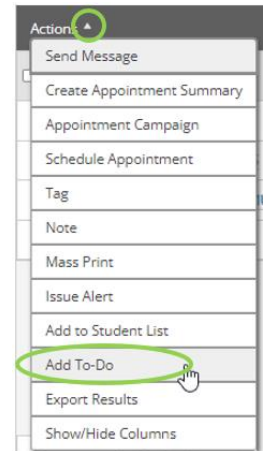 Actions
Send Message
Create Appointment Summary
Appointment Campaign
Schedule Appointment
Tag
Note
Mass Print
Issue Alert
Add to Student List
Add To-Do
Export Results
Show/Hide Columns